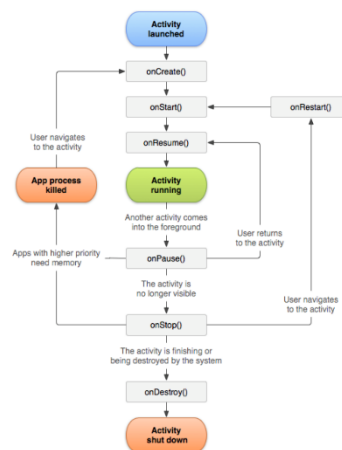 Activity
launched
onCreate()
onStart()
onRestart()
User navigates
to the activity
onResume()
App process
killed
Activity
running
Another activity comes
into the foreground
User returns
to the activity
Apps with higher priority
need memory
onPause()
The activity is
no longer visible
User navigates
to the activity
onStop()
The activity is finishing or
being destroyed by the system
onDestroy()
Activity
shut down